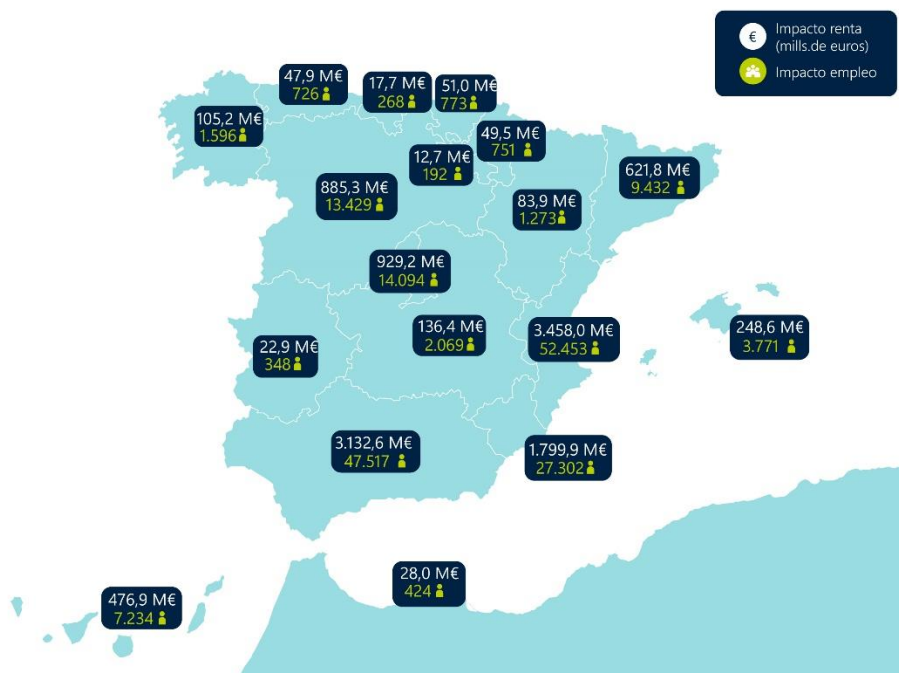 €
Impacto renta
(mills.de euros)
Impacto empleo
47,9 M€
726
17,7 M€
268
51,0 M€
773
105,2 M€
1.596
49,5 M€
751
12,7 M€
192
621,8 M€
9.432
885,3 M€
13.429
83,9 M€
1.273
929,2 M€
14.094
136,4 M€
2.069
3.458,0 M€
52.453
248,6 M€
3.771
22,9 M€
348
3.132,6 M€
47.517
1.799,9 M€
27.302
28,0 M€
424
476,9 M€
7.234